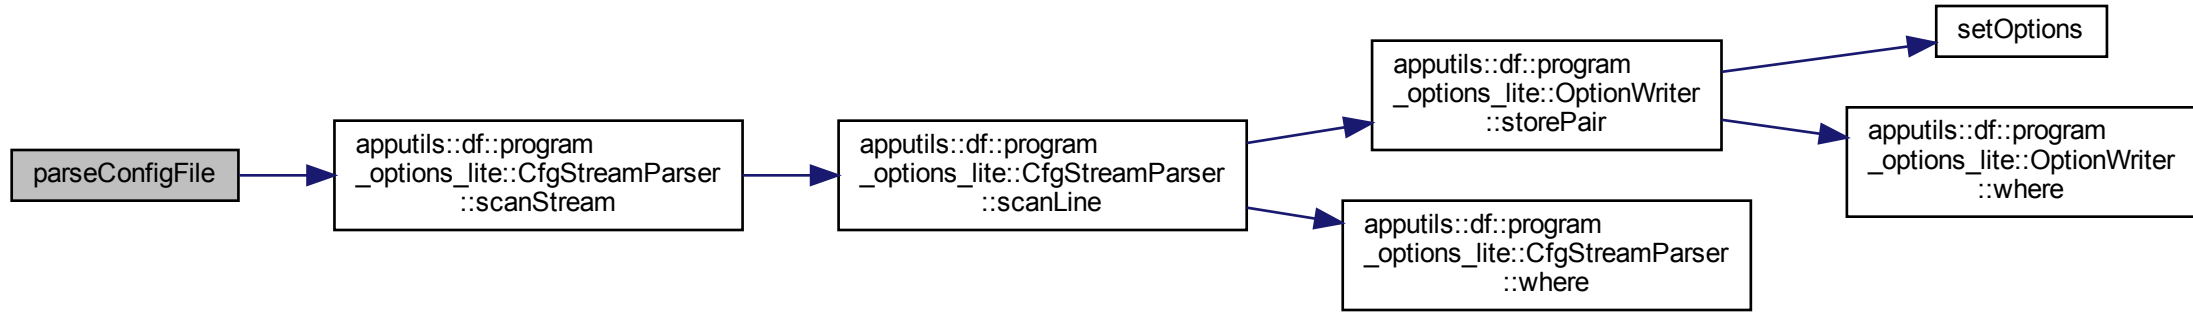 parseConfigFile
apputils::df::program
_options_lite::CfgStreamParser
::scanStream
apputils::df::program
_options_lite::CfgStreamParser
::scanLine
apputils::df::program
_options_lite::OptionWriter
::storePair
apputils::df::program
_options_lite::CfgStreamParser
::where
setOptions
apputils::df::program
_options_lite::OptionWriter
::where